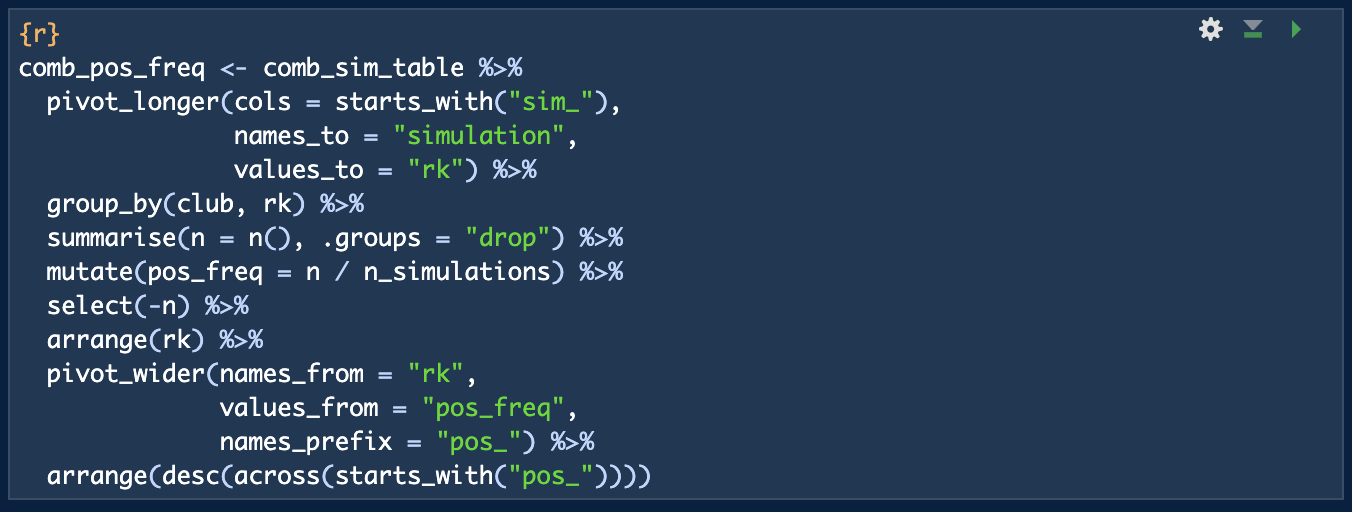 {r}
comb_pos_freq <- comb_sim_table %>%
  pivot_longer(cols = starts_with("sim_"),
               names_to = "simulation",
               values_to = "rk") %>%
  group_by(club, rk) %>%
  summarise(n = n(), .groups = "drop") %>%
  mutate(pos_freq = n / n_simulations) %>%
  select(-n) %>%
  arrange(rk) %>%
  pivot_wider(names_from = "rk",
              values_from = "pos_freq",
              names_prefix = "pos_") %>%
  arrange(desc(across(starts_with("pos_"))))